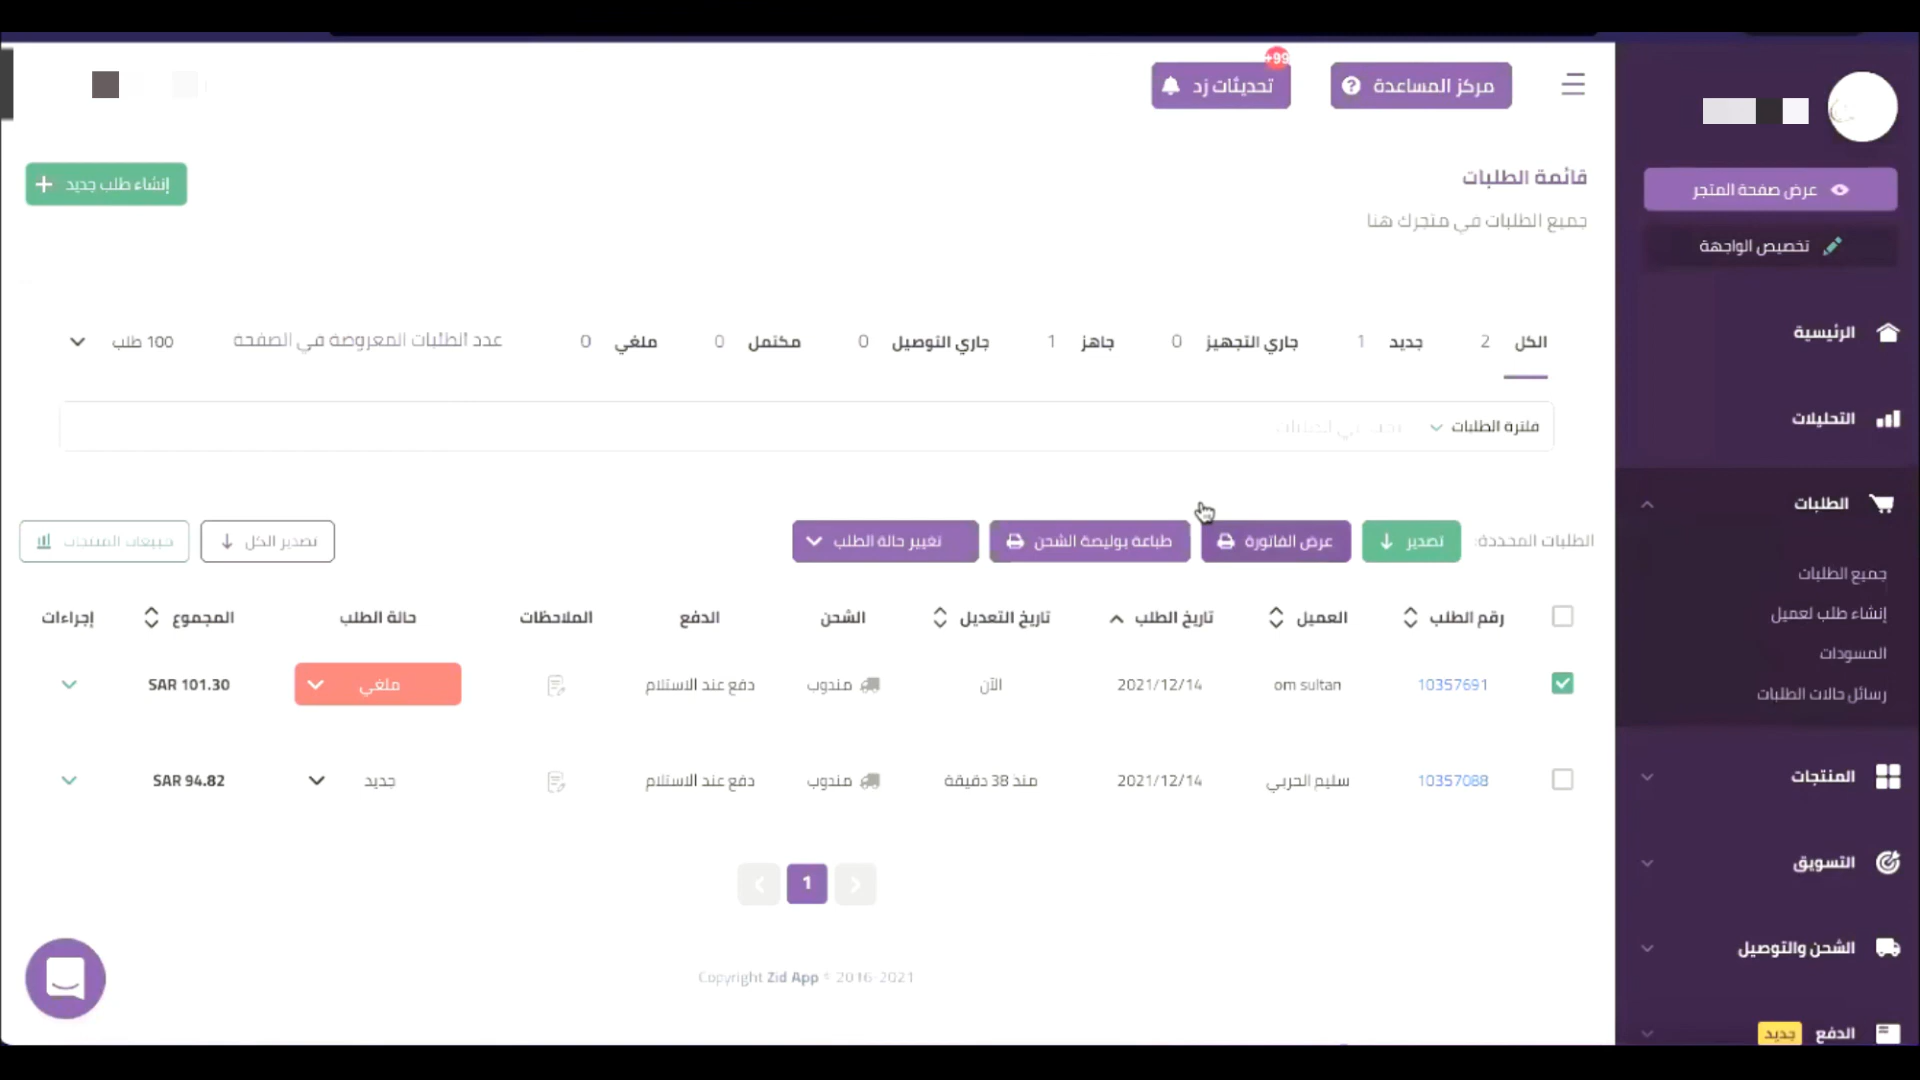 +99
مركز المساعدة
تحديثات زد
عرض صفحة المتجر
تخصيص الواجهة
الرئيسية
التحليلات
الطلبات
جميع الطلبات
إنشاء طلب لعميل
المسودات
رسائل حالات الطلبات
المنتجات
التسويق
الشحن والتوصيل
الدفع جديد
قائمة الطلبات
جميع الطلبات في متجرك هنا
إنشاء طلب جديد +
الكل 2 جديد 1 جاري التجهيز 0 جاهز 1 جاري التوصيل 0 مكتمل 0 ملغي 0 عدد الطلبات المعروضة في الصفحة 100 طلب
فلترة الطلبات
الطلبات المحددة: تصدير عرض الفاتورة طباعة بوليصة الشحن تغيير حالة الطلب تصدير الكل مبيعات المنتجات
رقم الطلب العميل تاريخ الطلب تاريخ التعديل الشحن الدفع الملاحظات حالة الطلب المجموع إجراءات
10357691 om sultan 2021/12/14 الآن مندوب دفع عند الاستلام ملغي SAR 101.30
10357088 سليم الحربي 2021/12/14 منذ 38 دقيقة مندوب دفع عند الاستلام جديد SAR 94.82
1
Copyright Zid App © 2016-2021